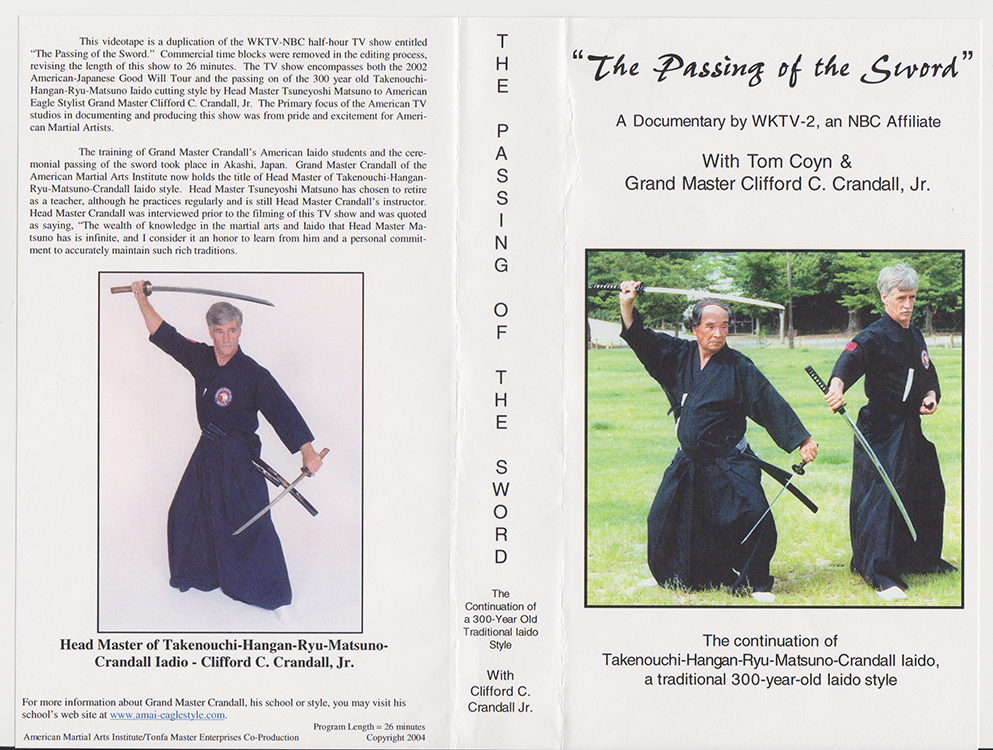 This videotape is a duplication of the WKTV-NBC half-hour TV show entitled
“The Passing of the Sword.” Commercial time blocks were removed in the editing process,
revising the length of this show to 26 minutes. The TV show encompasses both the 2002
American-Japanese Good Will Tour and the passing on of the 300 year old Takenouchi-
Hangan-Ryu-Matsuno Iaido cutting style by Head Master Tsuneyoshi Matsuno to American
Eagle Stylist Grand Master Clifford C. Crandall, Jr. The Primary focus of the American TV
studios in documenting and producing this show was from pride and excitement for Ameri-
can Martial Artists.
The training of Grand Master Crandall’s American Iaido students and the cere-
monial passing of the sword took place in Akashi, Japan. Grand Master Crandall of the
American Martial Arts Institute now holds the title of Head Master of Takenouchi-Hangan-
Ryu-Matsuno-Crandall Iaido style. Head Master Tsuneyoshi Matsuno has chosen to retire
as a teacher, although he practices regularly and is still Head Master Crandall’s instructor.
Head Master Crandall was interviewed prior to the filming of this TV show and was quoted
as saying, “The wealth of knowledge in the martial arts and Iaido that Head Master Ma-
tsuno has is infinite, and I consider it an honor to learn from him and a personal commit-
ment to accurately maintain such rich traditions.
Head Master of Takenouchi-Hangan-Ryu-Matsuno-
Crandall Iadio - Clifford C. Crandall, Jr.
For more information about Grand Master Crandall, his school or style, you may visit his
school’s web site at www.amai-eaglestyle.com.
Program Length = 26 minutes
American Martial Arts Institute/Tonfa Master Enterprises Co-Production
Copyright 2004
THE PASSING OF THE SWORD
The
Continuation of
a 300-Year Old
Traditional Iaido
Style
With
Clifford C.
Crandall Jr.
“The Passing of the Sword”
A Documentary by WKTV-2, an NBC Affiliate
With Tom Coyn &
Grand Master Clifford C. Crandall, Jr.
The continuation of
Takenouchi-Hangan-Ryu-Matsuno-Crandall Iaido,
a traditional 300-year-old Iaido style